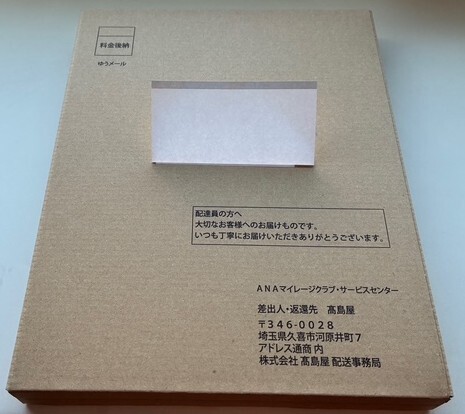 料金後納
ゆうメール
配達員の方へ
大切なお客様へのお届けものです。
いつも丁寧にお届けいただきありがとうございます。
ANAマイレージクラブ・サービスセンター
差出人・返還先 髙島屋
〒346-0028
埼玉県久喜市河原井町7
アドレス通商 内
株式会社 髙島屋 配送事務局